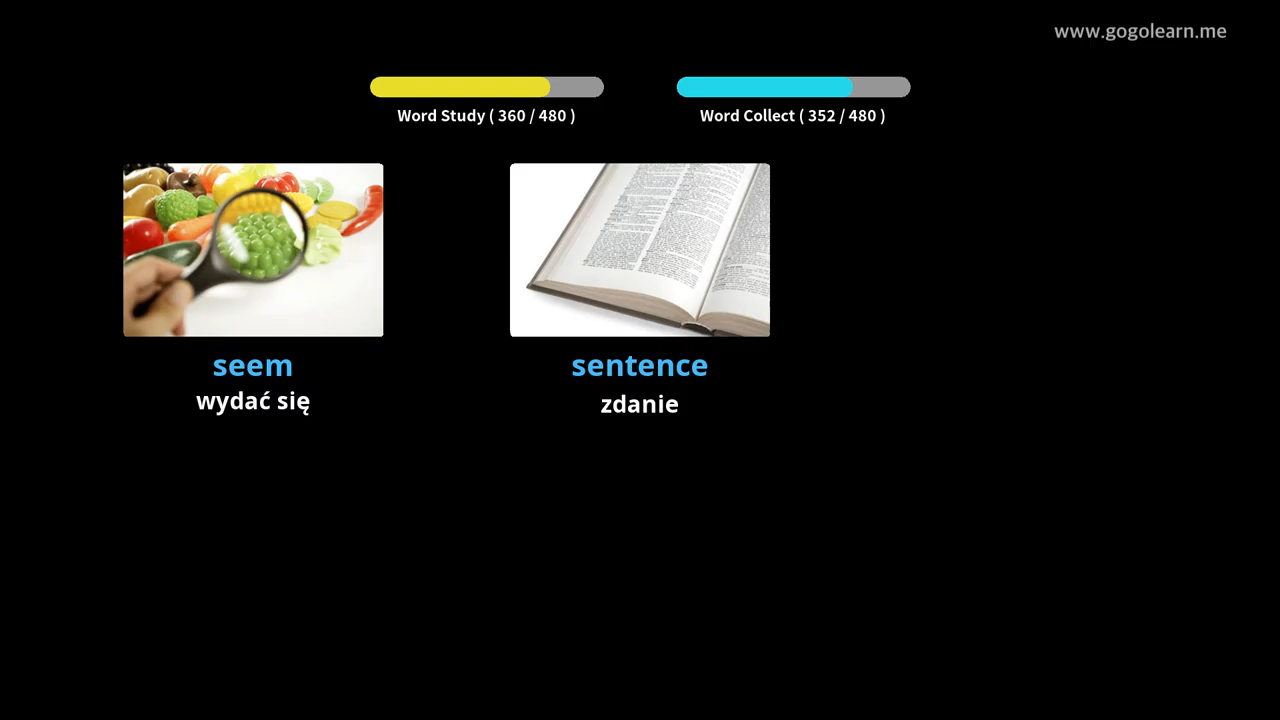 www.gogolearn.me
Word Study ( 360 / 480 )
Word Collect ( 352 / 480 )
seem
wydać się
sentence
zdanie